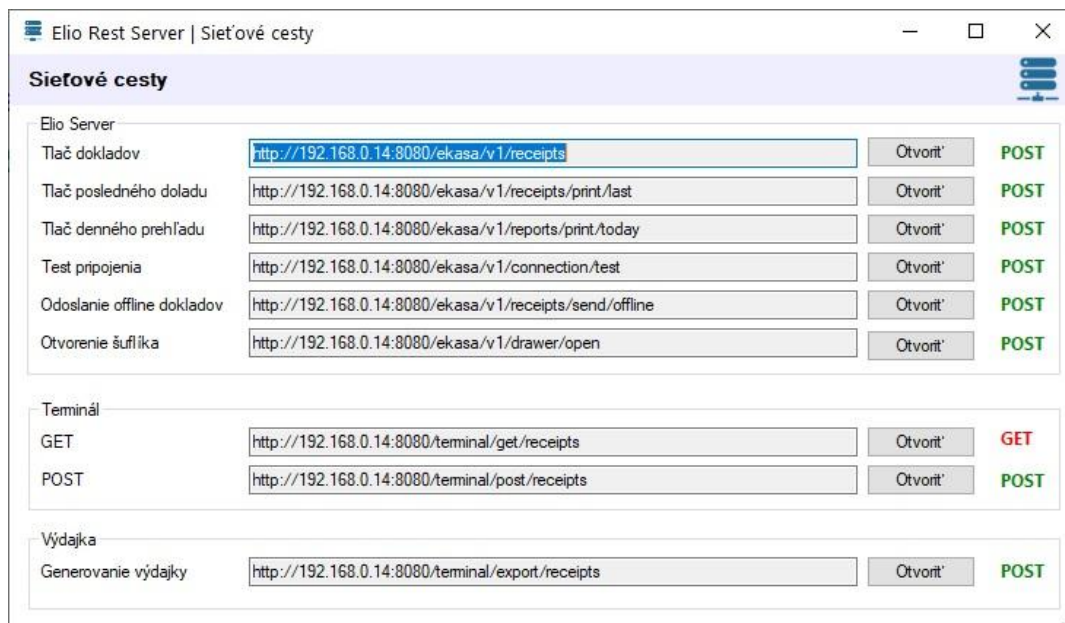 Elio Rest Server | Sieťové cesty
Sieťové cesty
Elio Server
Tlač dokladov http://192.168.0.14:8080/ekasa/v1/receipts Otvoriť POST
Tlač posledného doladu http://192.168.0.14:8080/ekasa/v1/receipts/print/last Otvoriť POST
Tlač denného prehľadu http://192.168.0.14:8080/ekasa/v1/reports/print/today Otvoriť POST
Test pripojenia http://192.168.0.14:8080/ekasa/v1/connection/test Otvoriť POST
Odoslanie offline dokladov http://192.168.0.14:8080/ekasa/v1/receipts/send/offline Otvoriť POST
Otvorenie šuflíka http://192.168.0.14:8080/ekasa/v1/drawer/open Otvoriť POST
Terminál
GET http://192.168.0.14:8080/terminal/get/receipts Otvoriť GET
POST http://192.168.0.14:8080/terminal/post/receipts Otvoriť POST
Výdajka
Generovanie výdajky http://192.168.0.14:8080/terminal/export/receipts Otvoriť POST